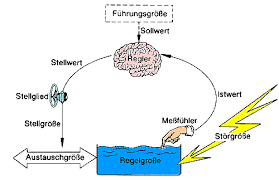 Führungsgröße
Sollwert
Regler
Stellwert
Istwert
Stellglied
Meßfühler
Stellgröße
Störgröße
Austauschgröße
Regelgröße